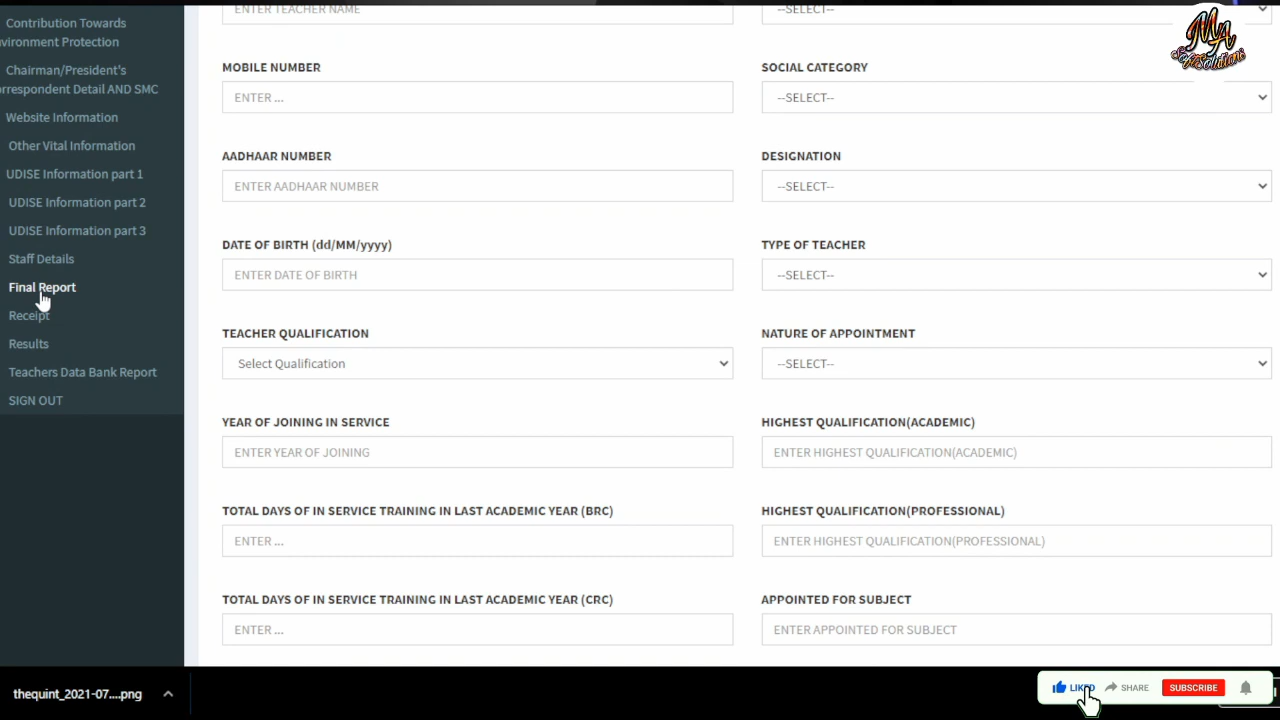 Contribution Towards
nvironment Protection
Chairman/President's
rrespondent Detail AND SMC
Website Information
Other Vital Information
UDISE Information part 1
UDISE Information part 2
UDISE Information part 3
Staff Details
Final Report
Receipt
Results
Teachers Data Bank Report
SIGN OUT
ENTER TEACHER NAME
--SELECT--
MOBILE NUMBER
ENTER ...
SOCIAL CATEGORY
--SELECT--
AADHAAR NUMBER
ENTER AADHAAR NUMBER
DESIGNATION
--SELECT--
DATE OF BIRTH (dd/MM/yyyy)
ENTER DATE OF BIRTH
TYPE OF TEACHER
--SELECT--
TEACHER QUALIFICATION
Select Qualification
NATURE OF APPOINTMENT
--SELECT--
YEAR OF JOINING IN SERVICE
ENTER YEAR OF JOINING
HIGHEST QUALIFICATION(ACADEMIC)
ENTER HIGHEST QUALIFICATION(ACADEMIC)
TOTAL DAYS OF IN SERVICE TRAINING IN LAST ACADEMIC YEAR (BRC)
ENTER ...
HIGHEST QUALIFICATION(PROFESSIONAL)
ENTER HIGHEST QUALIFICATION(PROFESSIONAL)
TOTAL DAYS OF IN SERVICE TRAINING IN LAST ACADEMIC YEAR (CRC)
ENTER ...
APPOINTED FOR SUBJECT
ENTER APPOINTED FOR SUBJECT
MA
thequint_2021-07....png
LIKED
SHARE
SUBSCRIBE